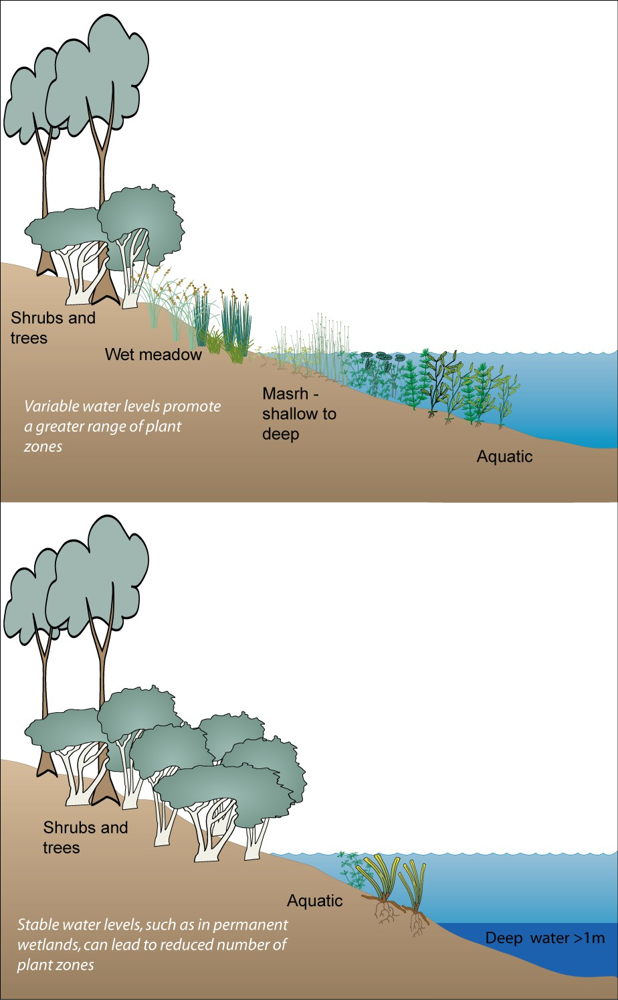 Shrubs and
trees
Wet meadow
Masrh -
shallow to
deep
Variable water levels promote
a greater range of plant
zones
Aquatic
Shrubs and
trees
Aquatic
Deep water >1m
Stable water levels, such as in permanent
wetlands, can lead to reduced number of
plant zones